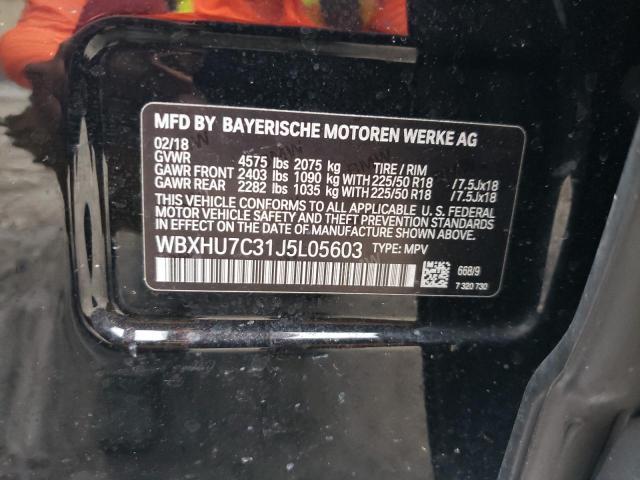 MFD BY BAYERISCHE MOTOREN WERKE AG
02/18
GVWR 4575 lbs 2075 kg TIRE / RIM
GAWR FRONT 2403 lbs 1090 kg WITH 225/50 R18 /7.5Jx18
GAWR REAR 2282 lbs 1035 kg WITH 225/50 R18 /7.5Jx18
THIS VEHICLE CONFORMS TO ALL APPLICABLE U.S. FEDERAL
MOTOR VEHICLE SAFETY, BUMPER, AND THEFT PREVENTION
STANDARDS IN EFFECT ON THE DATE OF MANUFACTURE SHOWN ABOVE.
WBXHU7C31J5L05603 TYPE: MPV
668/9
7 320 730